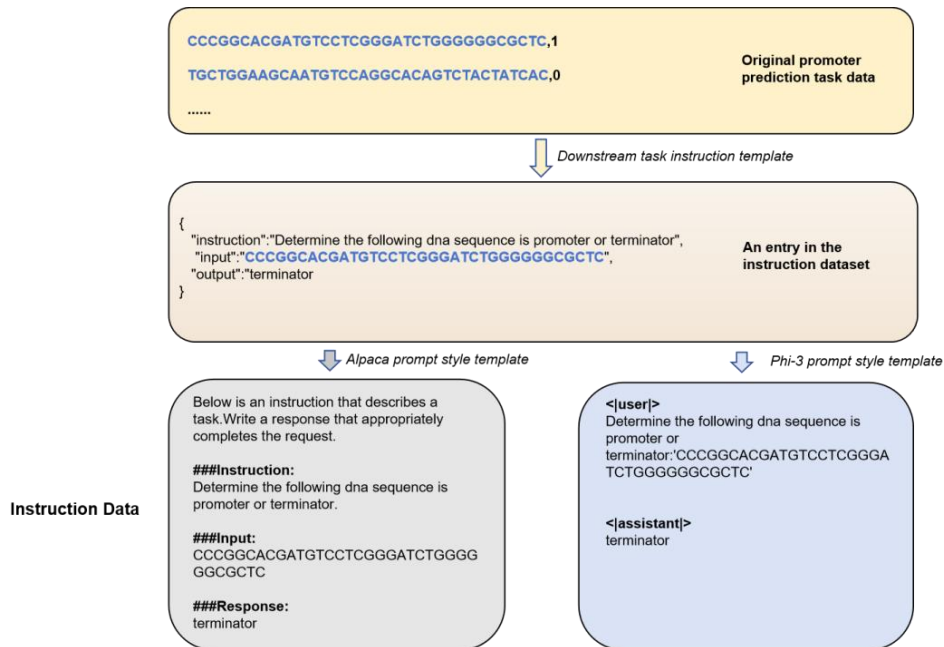 CCCGGCACGATGTCCTCGGGATCTGGGGGGCGCTC,1
TGCTGGAAGCAATGTCCAGGCACAGTCTACTATCAC,0
......
Original promoter
prediction task data
Downstream task instruction template
{
"instruction":"Determine the following dna sequence is promoter or terminator",
"input":"CCCGGCACGATGTCCTCGGGATCTGGGGGGCGCTC",
"output":"terminator
}
An entry in the
instruction dataset
Alpaca prompt style template
Phi-3 prompt style template
Instruction Data
Below is an instruction that describes a
task.Write a response that appropriately
completes the request.
###Instruction:
Determine the following dna sequence is
promoter or terminator.
###Input:
CCCGGCACGATGTCCTCGGGATCTGGGG
GGCGCTC
###Response:
terminator
<|user|>
Determine the following dna sequence is
promoter or
terminator:'CCCGGCACGATGTCCTCGGGA
TCTGGGGGGCGCTC'
<|assistant|>
terminator